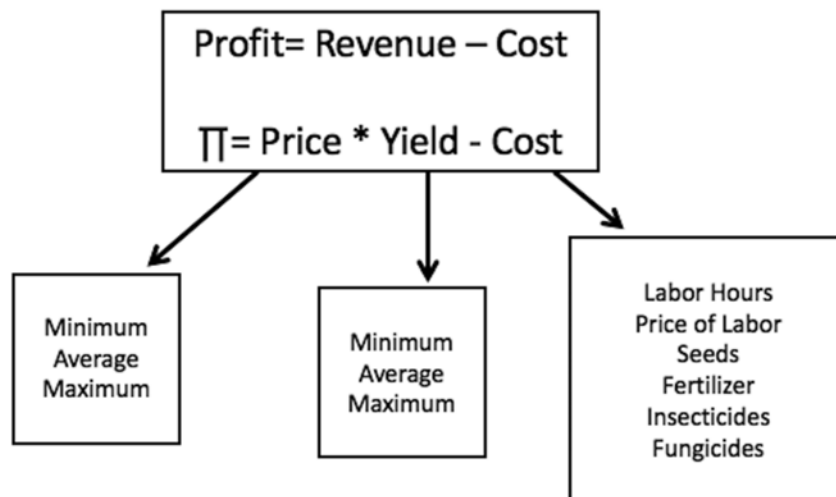 Profit= Revenue – Cost
∏= Price * Yield - Cost
Minimum
Average
Maximum
Minimum
Average
Maximum
Labor Hours
Price of Labor
Seeds
Fertilizer
Insecticides
Fungicides